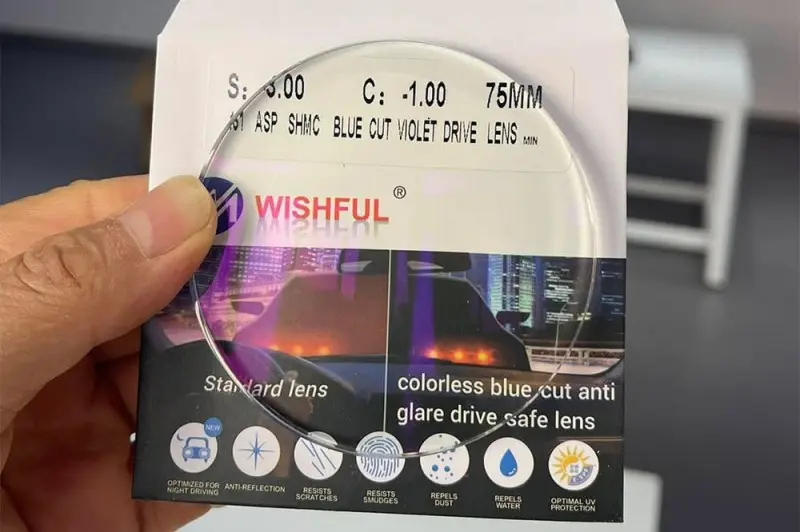 S: -3.00 C: -1.00 75MM
ASP SHMC BLUE CUT VIOLET DRIVE LENS MIN
WISHFUL®
Standard lens
colorless blue cut anti
glare drive safe lens
NEW
OPTIMIZED FOR
NIGHT DRIVING
ANTI-REFLECTION
RESISTS
SCRATCHES
RESISTS
SMUDGES
REPELS
DUST
REPELS
WATER
OPTIMAL UV
PROTECTION